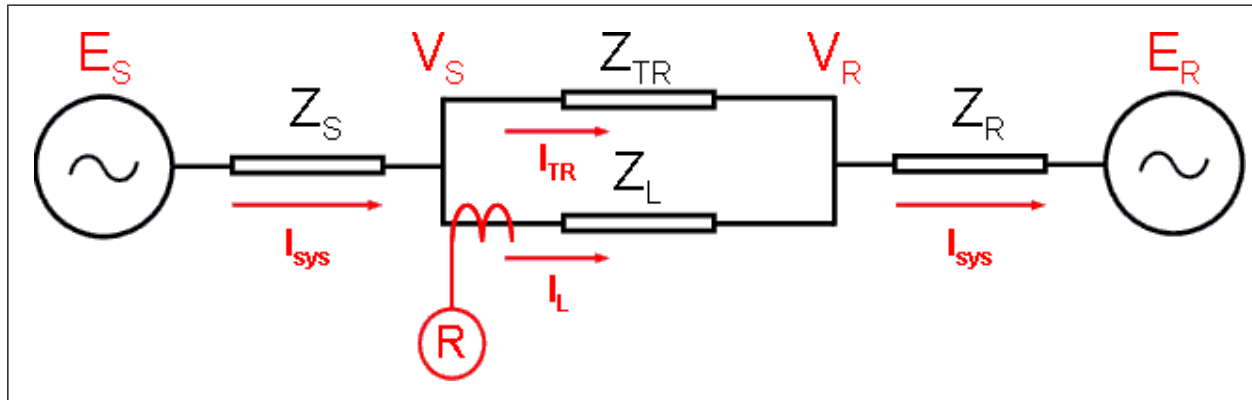 E_S
V_S
Z_TR
V_R
E_R
Z_S
Z_R
I_TR
Z_L
I_sys
I_sys
I_L
R